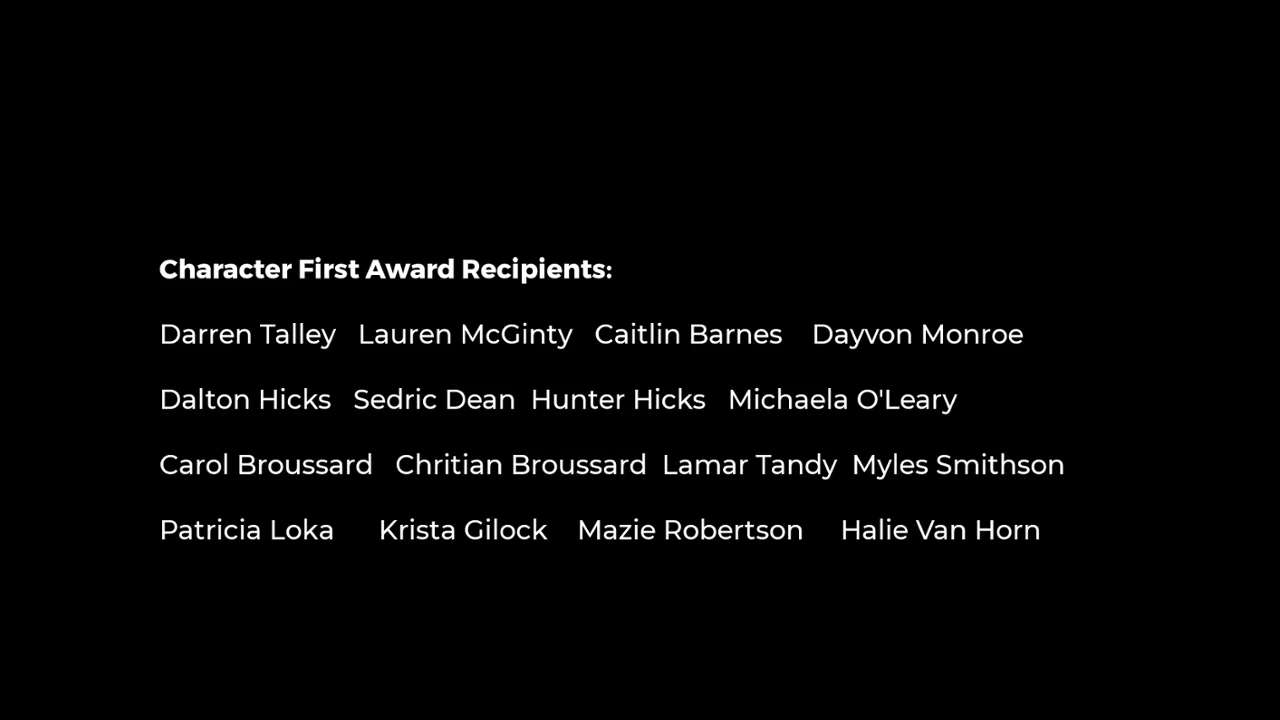 Character First Award Recipients:
Darren Talley Lauren McGinty Caitlin Barnes Dayvon Monroe
Dalton Hicks Sedric Dean Hunter Hicks Michaela O'Leary
Carol Broussard Chritian Broussard Lamar Tandy Myles Smithson
Patricia Loka Krista Gilock Mazie Robertson Halie Van Horn